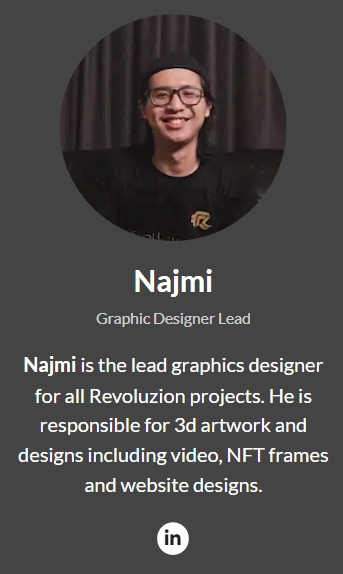 Najmi
Graphic Designer Lead
Najmi is the lead graphics designer
for all Revoluzion projects. He is
responsible for 3d artwork and
designs including video, NFT frames
and website designs.
in